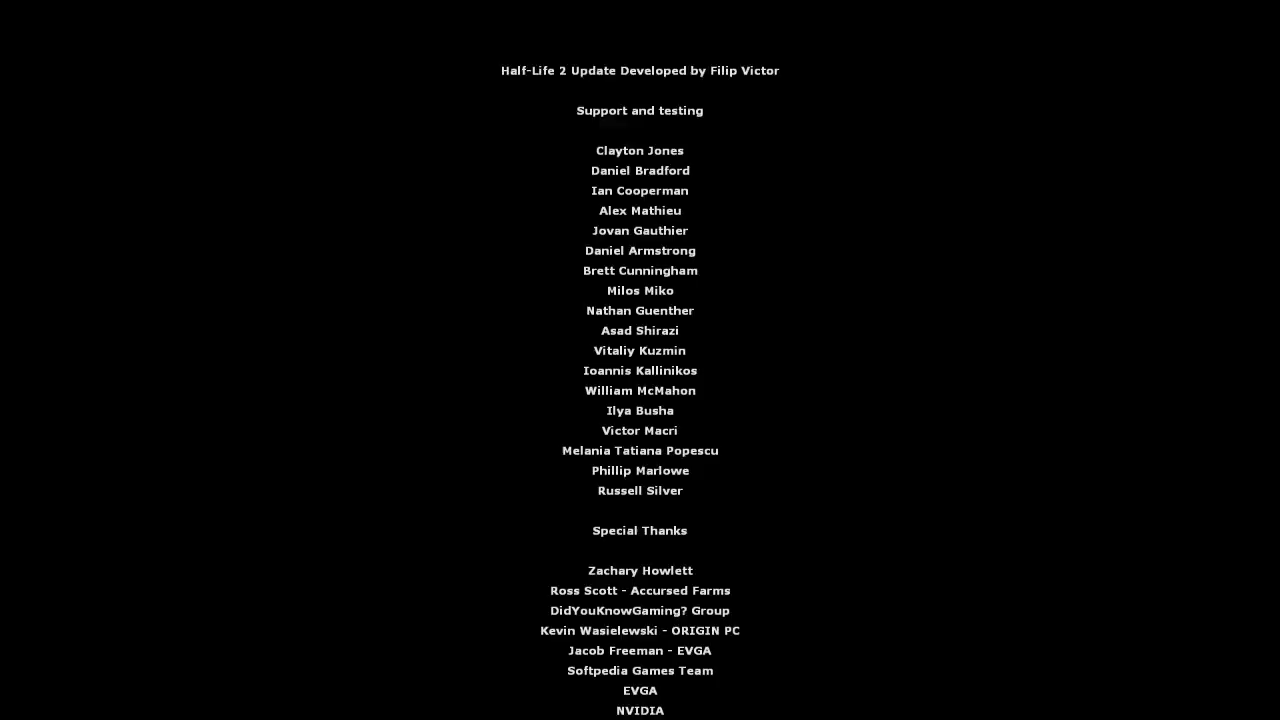 Half-Life 2 Update Developed by Filip Victor
Support and testing
Clayton Jones
Daniel Bradford
Ian Cooperman
Alex Mathieu
Jovan Gauthier
Daniel Armstrong
Brett Cunningham
Milos Miko
Nathan Guenther
Asad Shirazi
Vitaliy Kuzmin
Ioannis Kallinikos
William McMahon
Ilya Busha
Victor Macri
Melania Tatiana Popescu
Phillip Marlowe
Russell Silver
Special Thanks
Zachary Howlett
Ross Scott - Accursed Farms
DidYouKnowGaming? Group
Kevin Wasielewski - ORIGIN PC
Jacob Freeman - EVGA
Softpedia Games Team
EVGA
NVIDIA